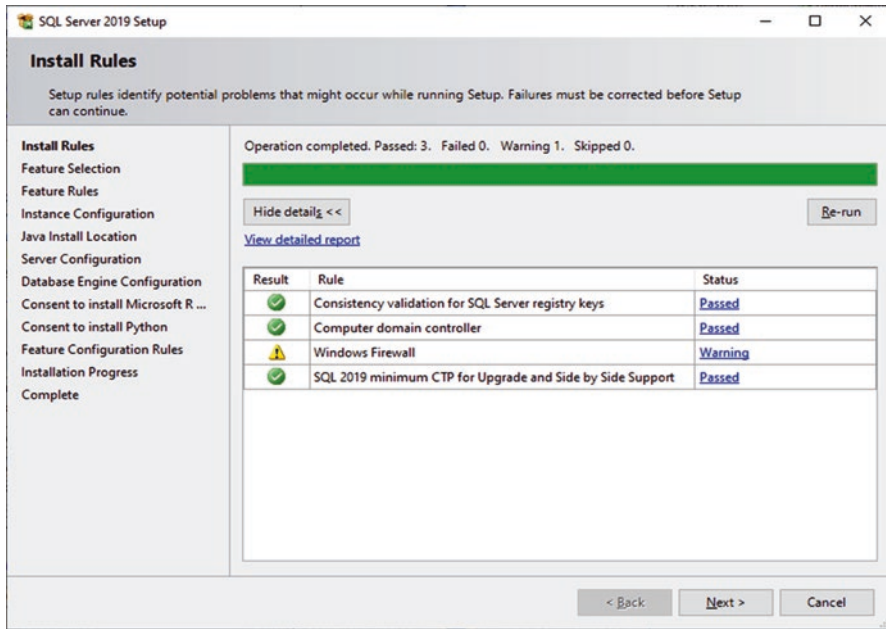 SQL Server 2019 Setup
Install Rules
Setup rules identify potential problems that might occur while running Setup. Failures must be corrected before Setup
can continue.
Install Rules
Feature Selection
Feature Rules
Instance Configuration
Java Install Location
Server Configuration
Database Engine Configuration
Consent to install Microsoft R ...
Consent to install Python
Feature Configuration Rules
Installation Progress
Complete
Operation completed. Passed: 3. Failed 0. Warning 1. Skipped 0.
Hide details <<
Re-run
View detailed report
Result Rule Status
Consistency validation for SQL Server registry keys Passed
Computer domain controller Passed
Windows Firewall Warning
SQL 2019 minimum CTP for Upgrade and Side by Side Support Passed
< Back Next > Cancel